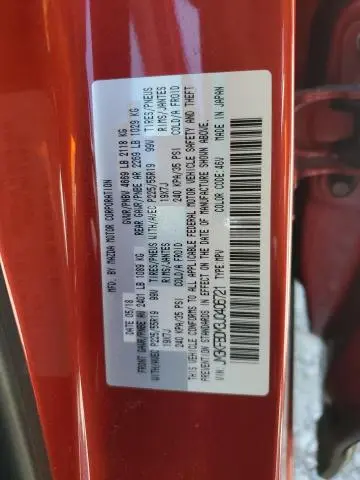 MFD. BY MAZDA MOTOR CORPORATION
DATE 05/18 GVWR/PNBV 4669 LB 2118 KG
FRONT GAWR/PNBE AV 2401 LB 1089 KG REAR GAWR/PNBE AR 2269 LB 1029 KG
WITH/AVEC P225/55R19 99V TIRES/PNEUS WITH/AVEC P225/55R19 99V TIRES/PNEUS
19X7J RIMS/JANTES 19X7J RIMS/JANTES
240 KPA/35 PSI COLD/A FROID 240 KPA/35 PSI COLD/A FROID
THIS VEHICLE CONFORMS TO ALL APPLICABLE FEDERAL MOTOR VEHICLE SAFETY AND THEFT
PREVENTION STANDARDS IN EFFECT ON THE DATE OF MANUFACTURE SHOWN ABOVE.
COLOR CODE:46V MADE IN JAPAN
VIN: JM3KFBDM3J0406721 TYPE MPV